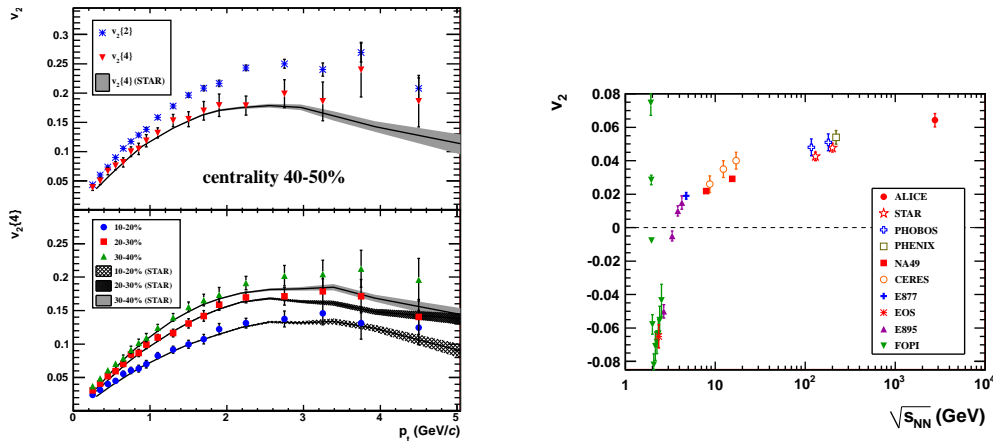 v2
0.3
0.25
0.2
0.15
0.1
0.05
v2{2}
v2{4}
v2{4} (STAR)
centrality 40-50%
v2{4}
0.25
0.2
0.15
0.1
0.05
10-20%
20-30%
30-40%
10-20% (STAR)
20-30% (STAR)
30-40% (STAR)
0 1 2 3 4 5
pt (GeV/c)
v2
0.08
0.06
0.04
0.02
0
-0.02
-0.04
-0.06
-0.08
ALICE
STAR
PHOBOS
PHENIX
NA49
CERES
E877
EOS
E895
FOPI
1 10 10² 10³ 10⁴
√sNN (GeV)